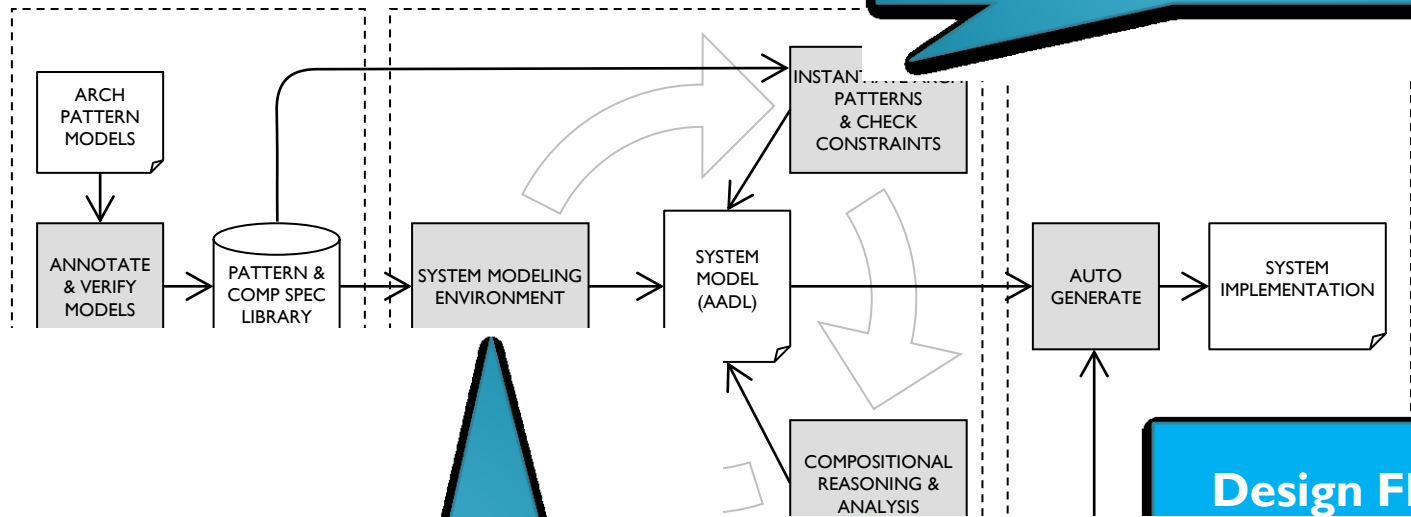 ARCH
PATTERN
MODELS
ANNOTATE
& VERIFY
MODELS
PATTERN &
COMP SPEC
LIBRARY
SYSTEM MODELING
ENVIRONMENT
PATTERNS
& CHECK
CONSTRAINTS
SYSTEM
MODEL
(AADL)
COMPOSITIONAL
REASONING &
ANALYSIS
AUTO
GENERATE
SYSTEM
IMPLEMENTATION
Design